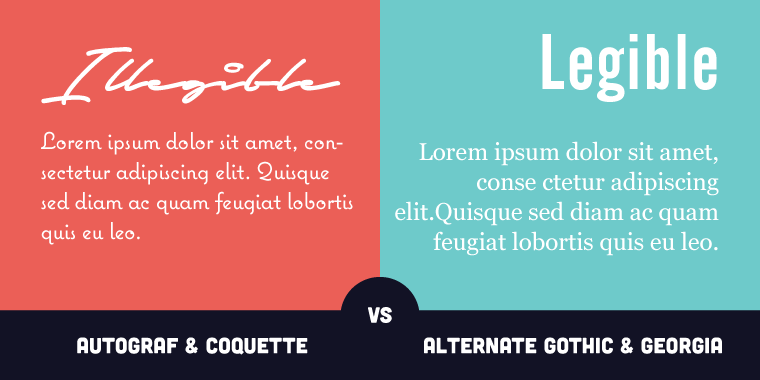 Illegible
Lorem ipsum dolor sit amet, con-
sectetur adipiscing elit. Quisque
sed diam ac quam feugiat lobortis
quis eu leo.
Legible
Lorem ipsum dolor sit amet,
conse ctetur adipiscing
elit.Quisque sed diam ac quam
feugiat lobortis quis eu leo.
VS
AUTOGRAF & COQUETTE
ALTERNATE GOTHIC & GEORGIA